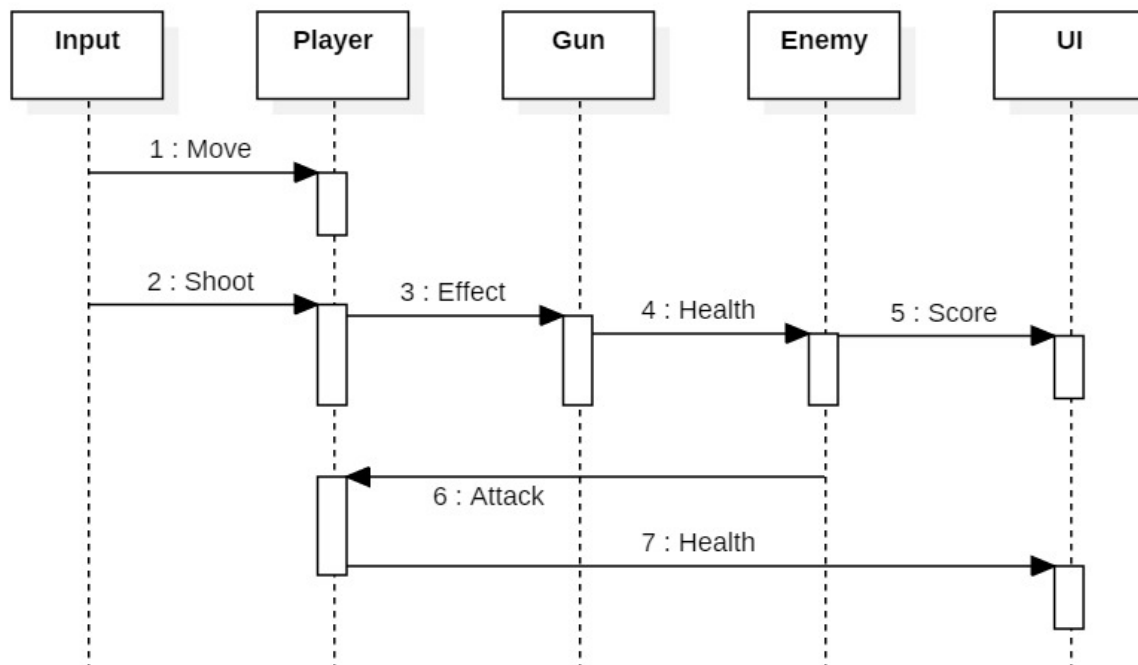 Input
Player
Gun
Enemy
UI
1 : Move
2 : Shoot
3 : Effect
4 : Health
5 : Score
6 : Attack
7 : Health